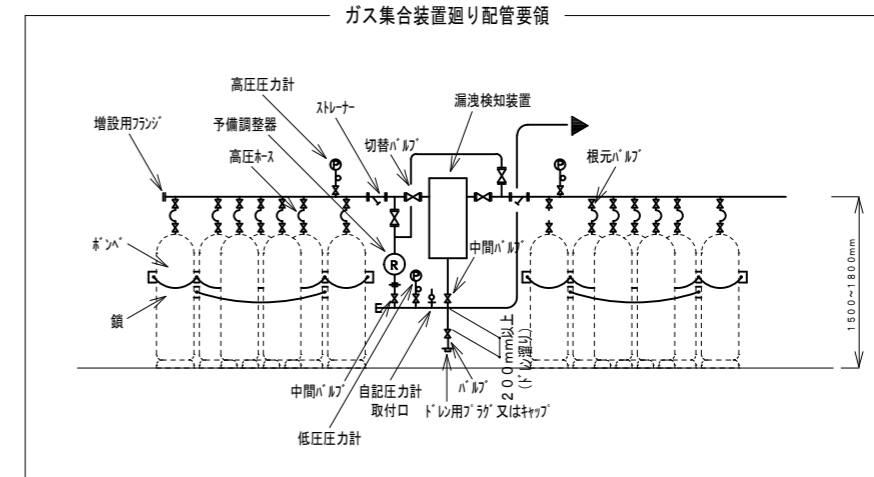 ガス集合装置廻り配管要領
高圧圧力計
ストレーナー
漏洩検知装置
増設用フランジ
予備調整器
切替バルブ
高圧ホース
根元バルブ
P
P
ボンベ
R
P
中間バルブ
鎖
1500~1800mm
200mm以上
(ドレン溜り)
中間バルブ
自記圧力計
取付口
バルブ
ドレン用プラグ又はキャップ
低圧圧力計